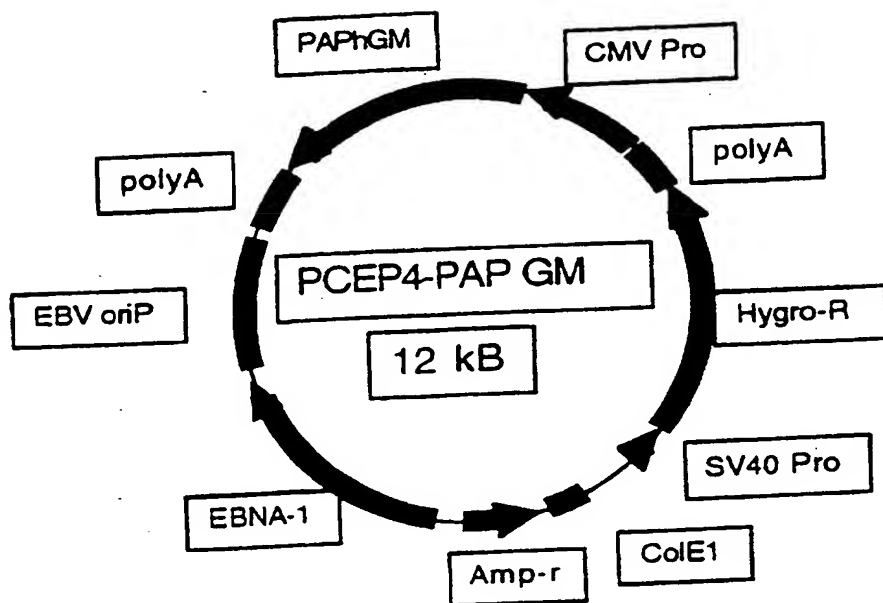 PAPhGM
CMV Pro
polyA
polyA
PCEP4-PAP GM
EBV oriP
Hygro-R
12 kB
SV40 Pro
EBNA-1
ColE1
Amp-r